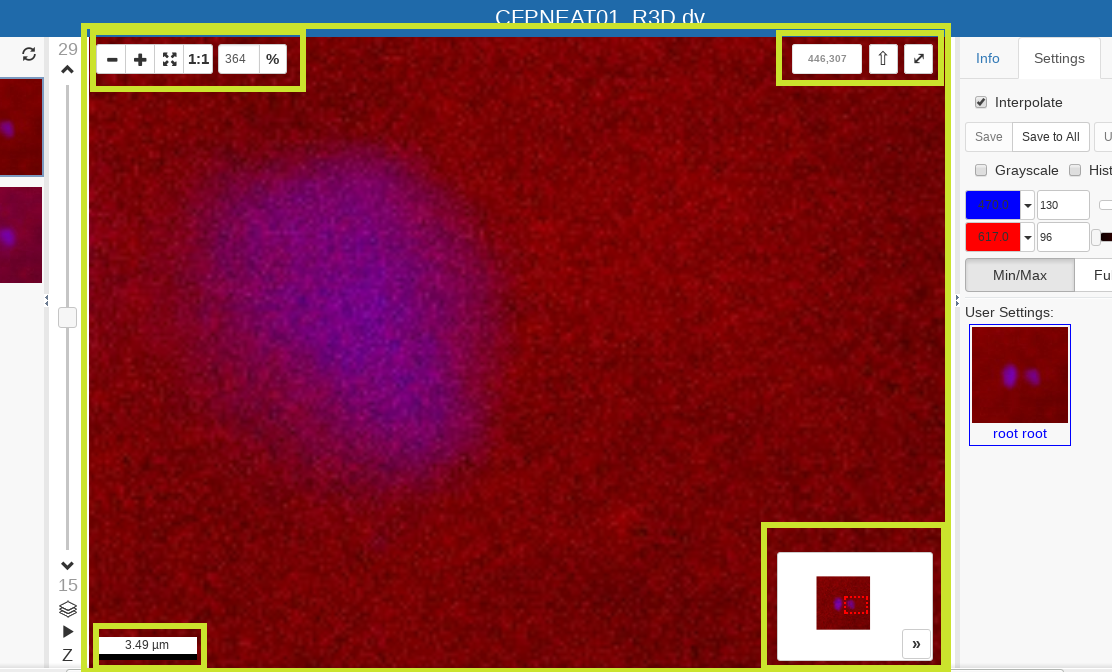 CFPNEAT01_R3D.dv
29
1:1
364
%
446,307
Info
Settings
Interpolate
Save
Save to All
U
Grayscale
Hist
470.0
130
617.0
96
Min/Max
Fu
User Settings:
root root
15
Z
3.49 µm
»